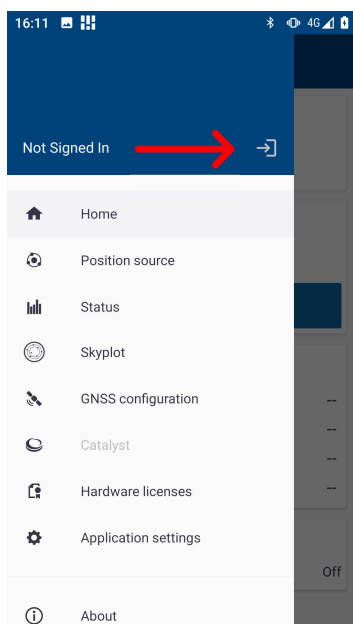 16:11 4G
Not Signed In
Home
Position source
Status
Skyplot
GNSS configuration
--
Catalyst
--
--
Hardware licenses
--
Application settings
Off
About